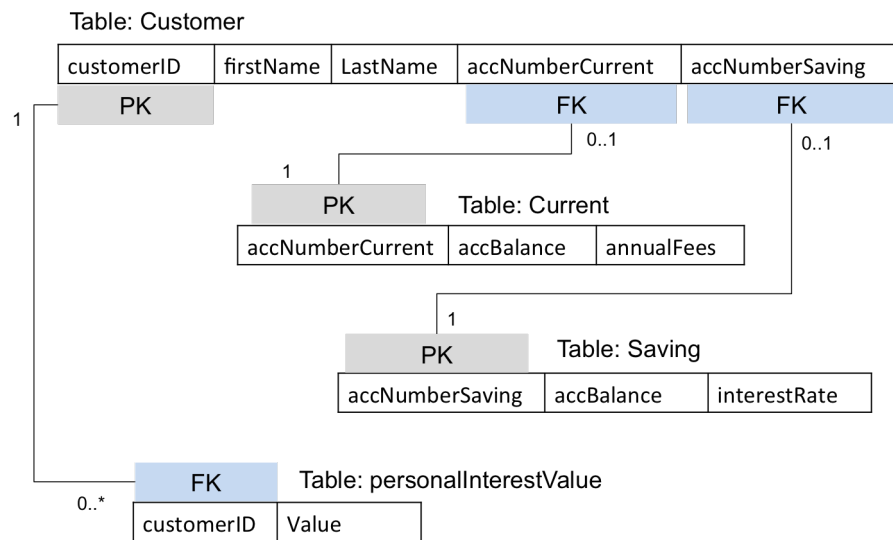 Table: Customer
customerID firstName LastName accNumberCurrent accNumberSaving
PK FK FK
1 0..1 0..1
1
PK Table: Current
accNumberCurrent accBalance annualFees
1
PK Table: Saving
accNumberSaving accBalance interestRate
FK Table: personalInterestValue
0..*
customerID Value